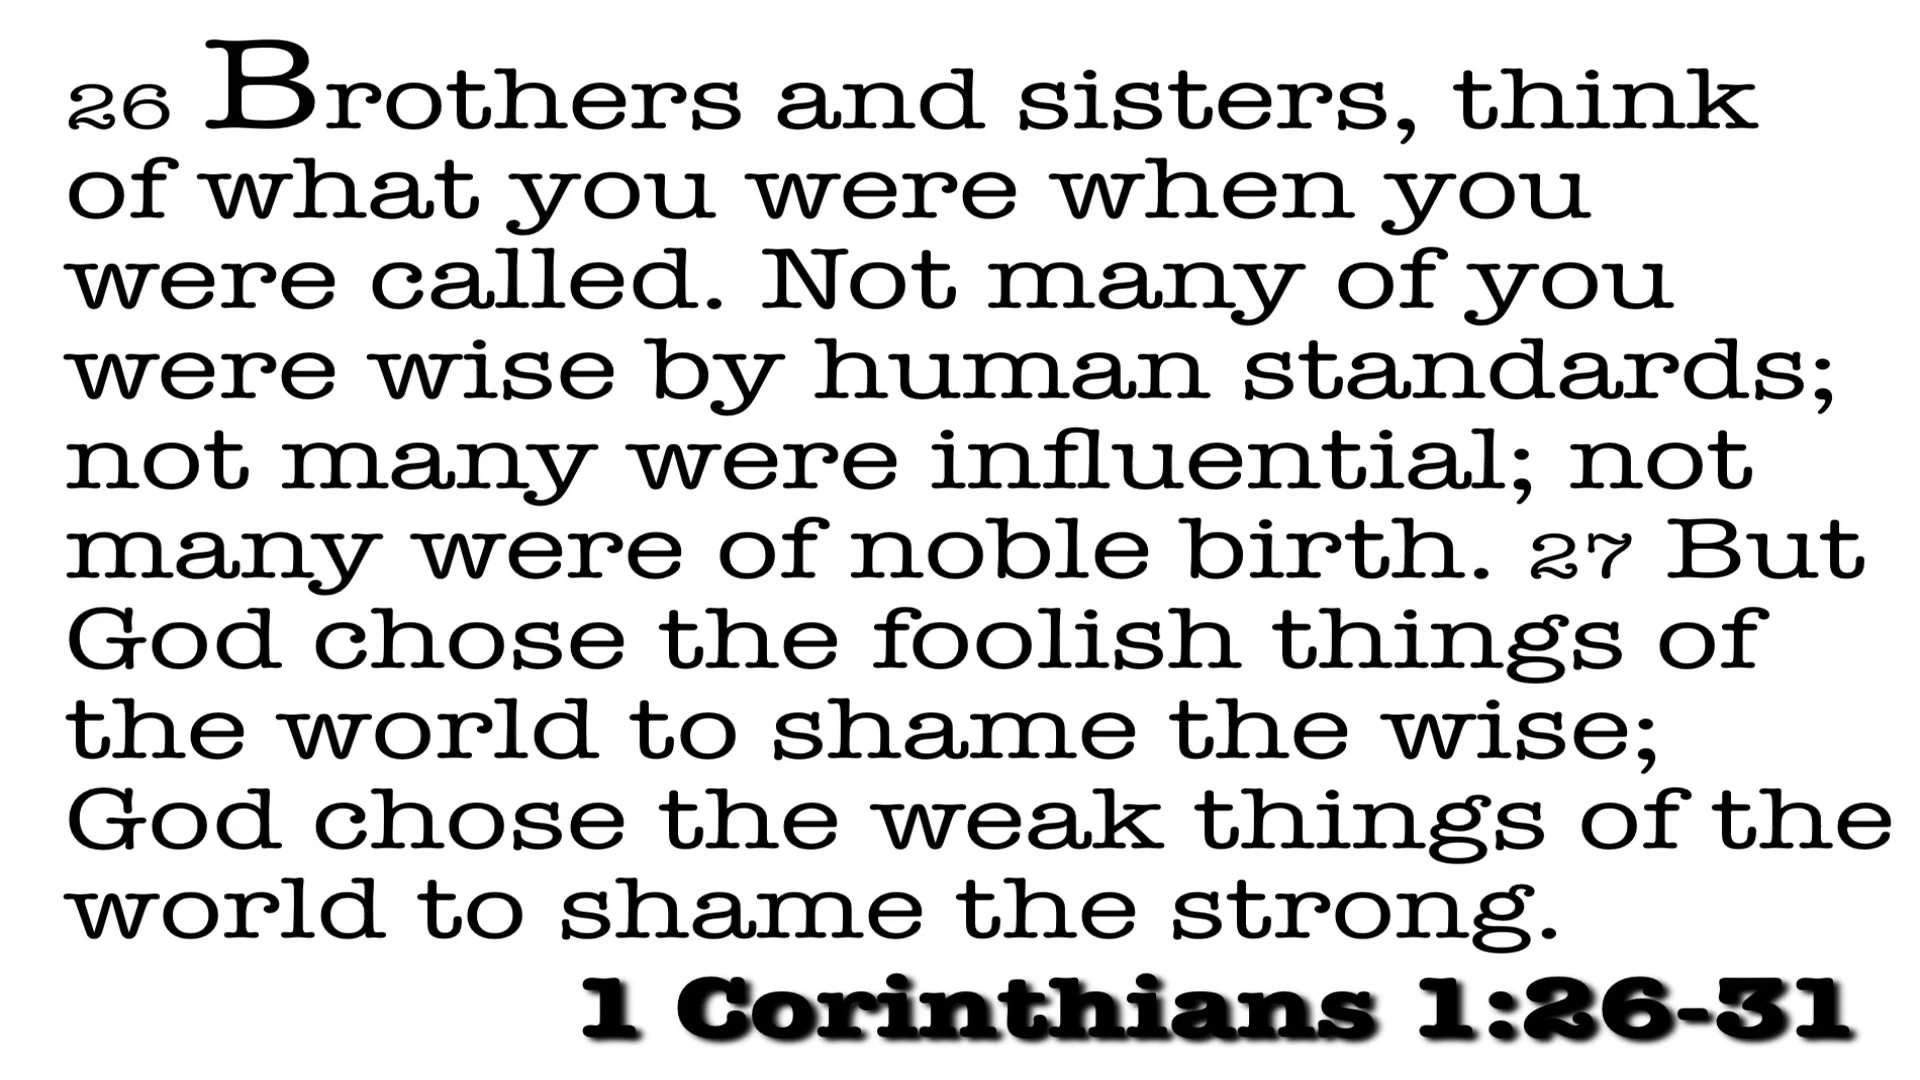 26 Brothers and sisters, think
of what you were when you
were called. Not many of you
were wise by human standards;
not many were influential; not
many were of noble birth. 27 But
God chose the foolish things of
the world to shame the wise;
God chose the weak things of the
world to shame the strong.
1 Corinthians 1:26-31